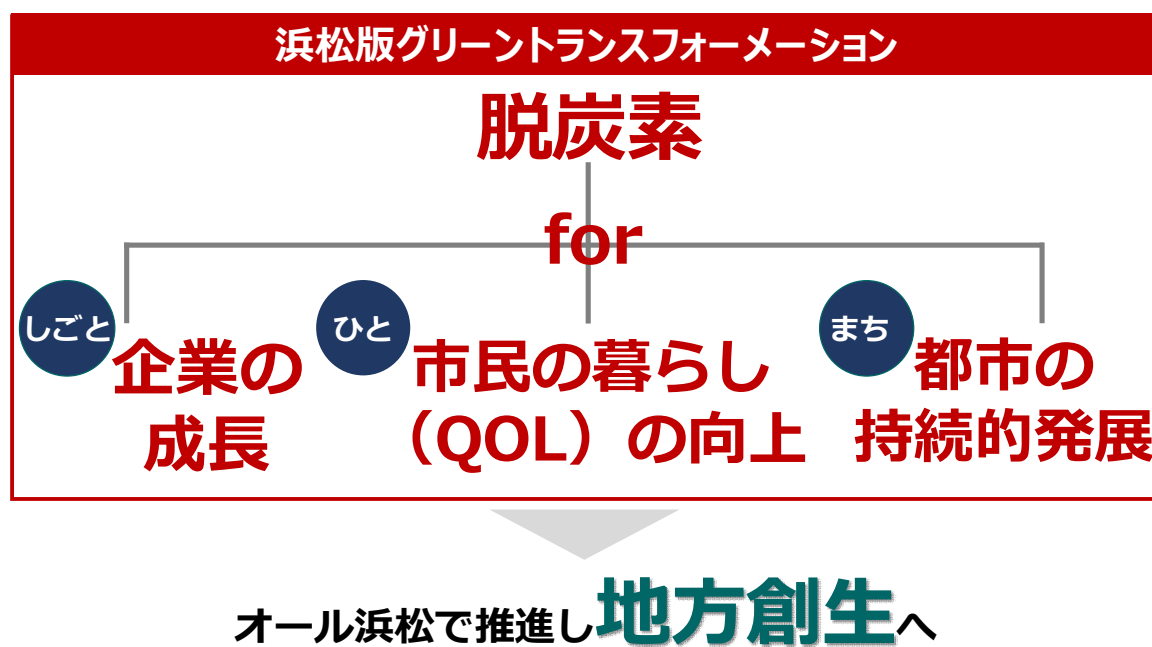 浜松版グリーントランスフォーメーション
脱炭素
for
しごと
企業の
成長
ひと
市民の暮らし
（QOL）の向上
まち
都市の
持続的発展
オール浜松で推進し地方創生へ